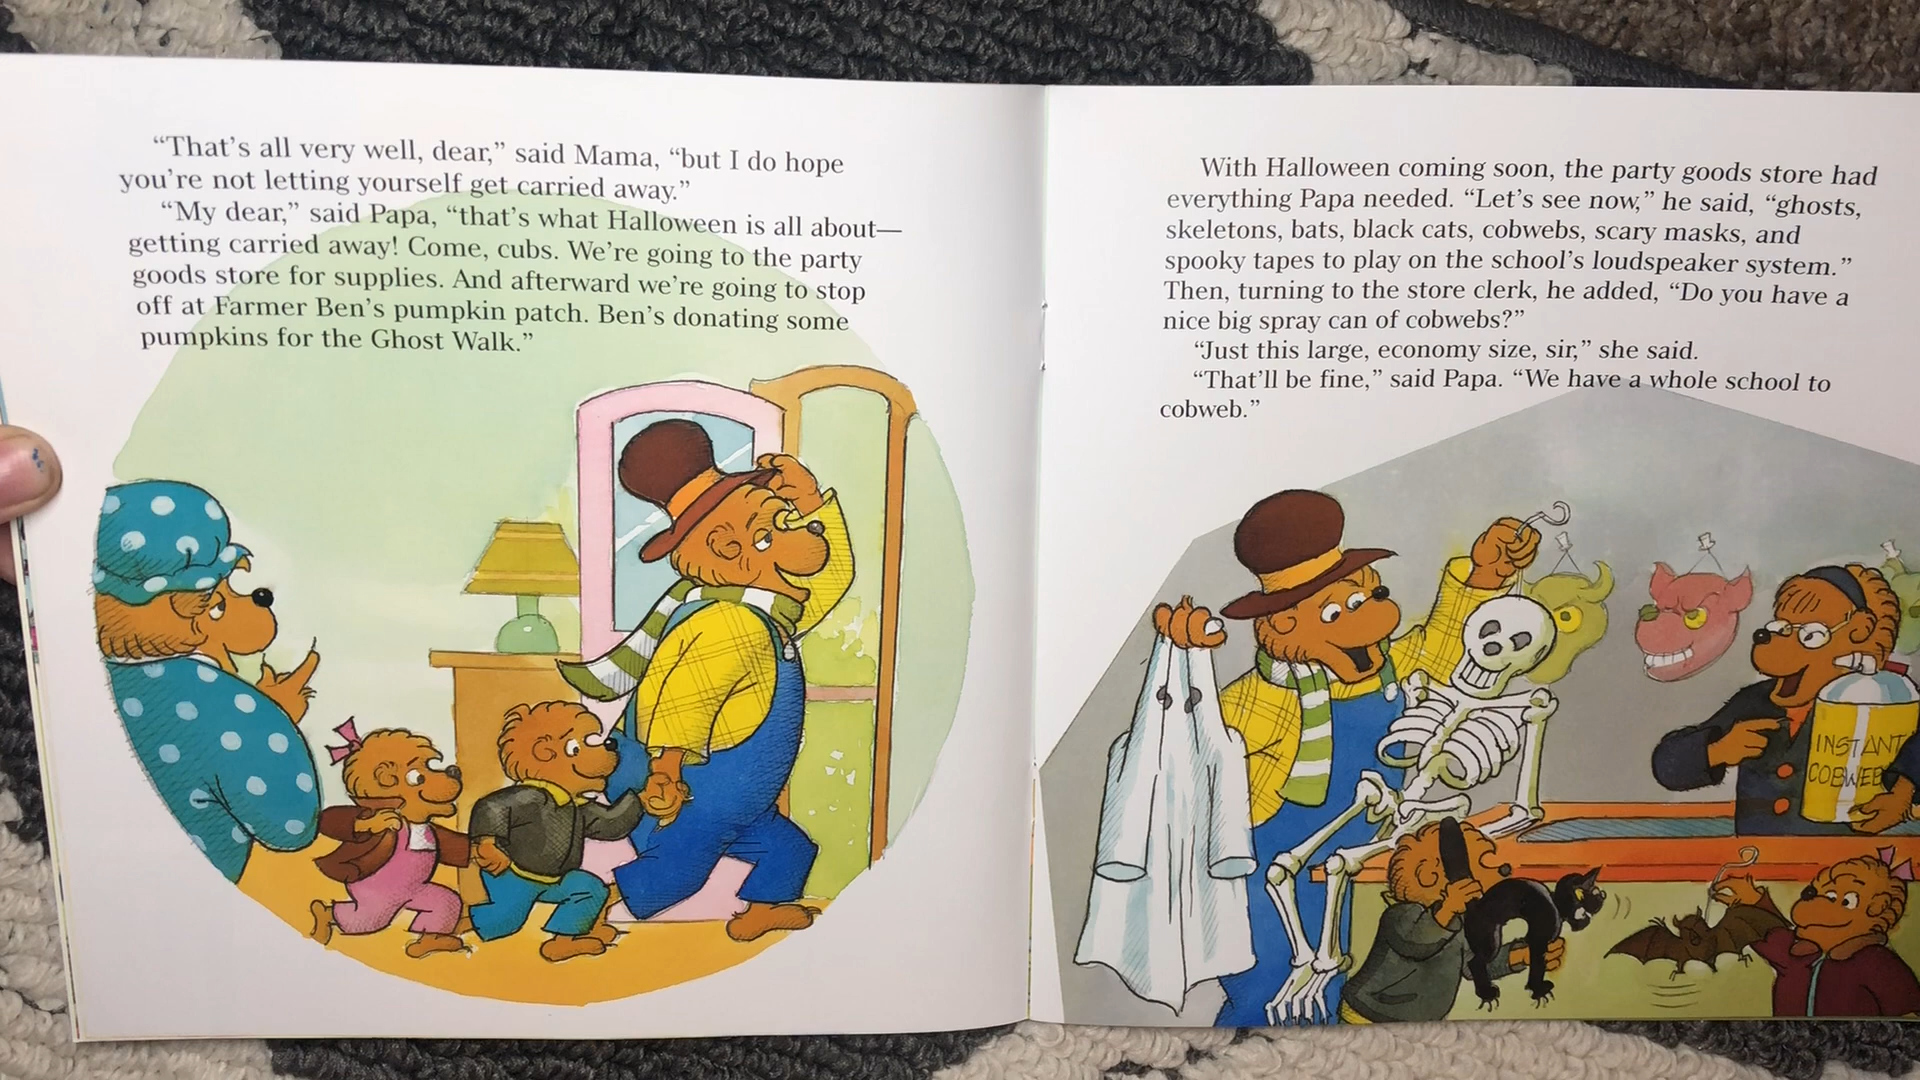 “That’s all very well, dear,” said Mama, “but I do hope
you’re not letting yourself get carried away.”
“My dear,” said Papa, “that’s what Halloween is all about—
getting carried away! Come, cubs. We’re going to the party
goods store for supplies. And afterward we’re going to stop
off at Farmer Ben’s pumpkin patch. Ben’s donating some
pumpkins for the Ghost Walk.”
With Halloween coming soon, the party goods store had
everything Papa needed. “Let’s see now,” he said, “ghosts,
skeletons, bats, black cats, cobwebs, scary masks, and
spooky tapes to play on the school’s loudspeaker system.”
Then, turning to the store clerk, he added, “Do you have a
nice big spray can of cobwebs?”
“Just this large, economy size, sir,” she said.
“That’ll be fine,” said Papa. “We have a whole school to
cobweb.”
INSTANT
COBWEB